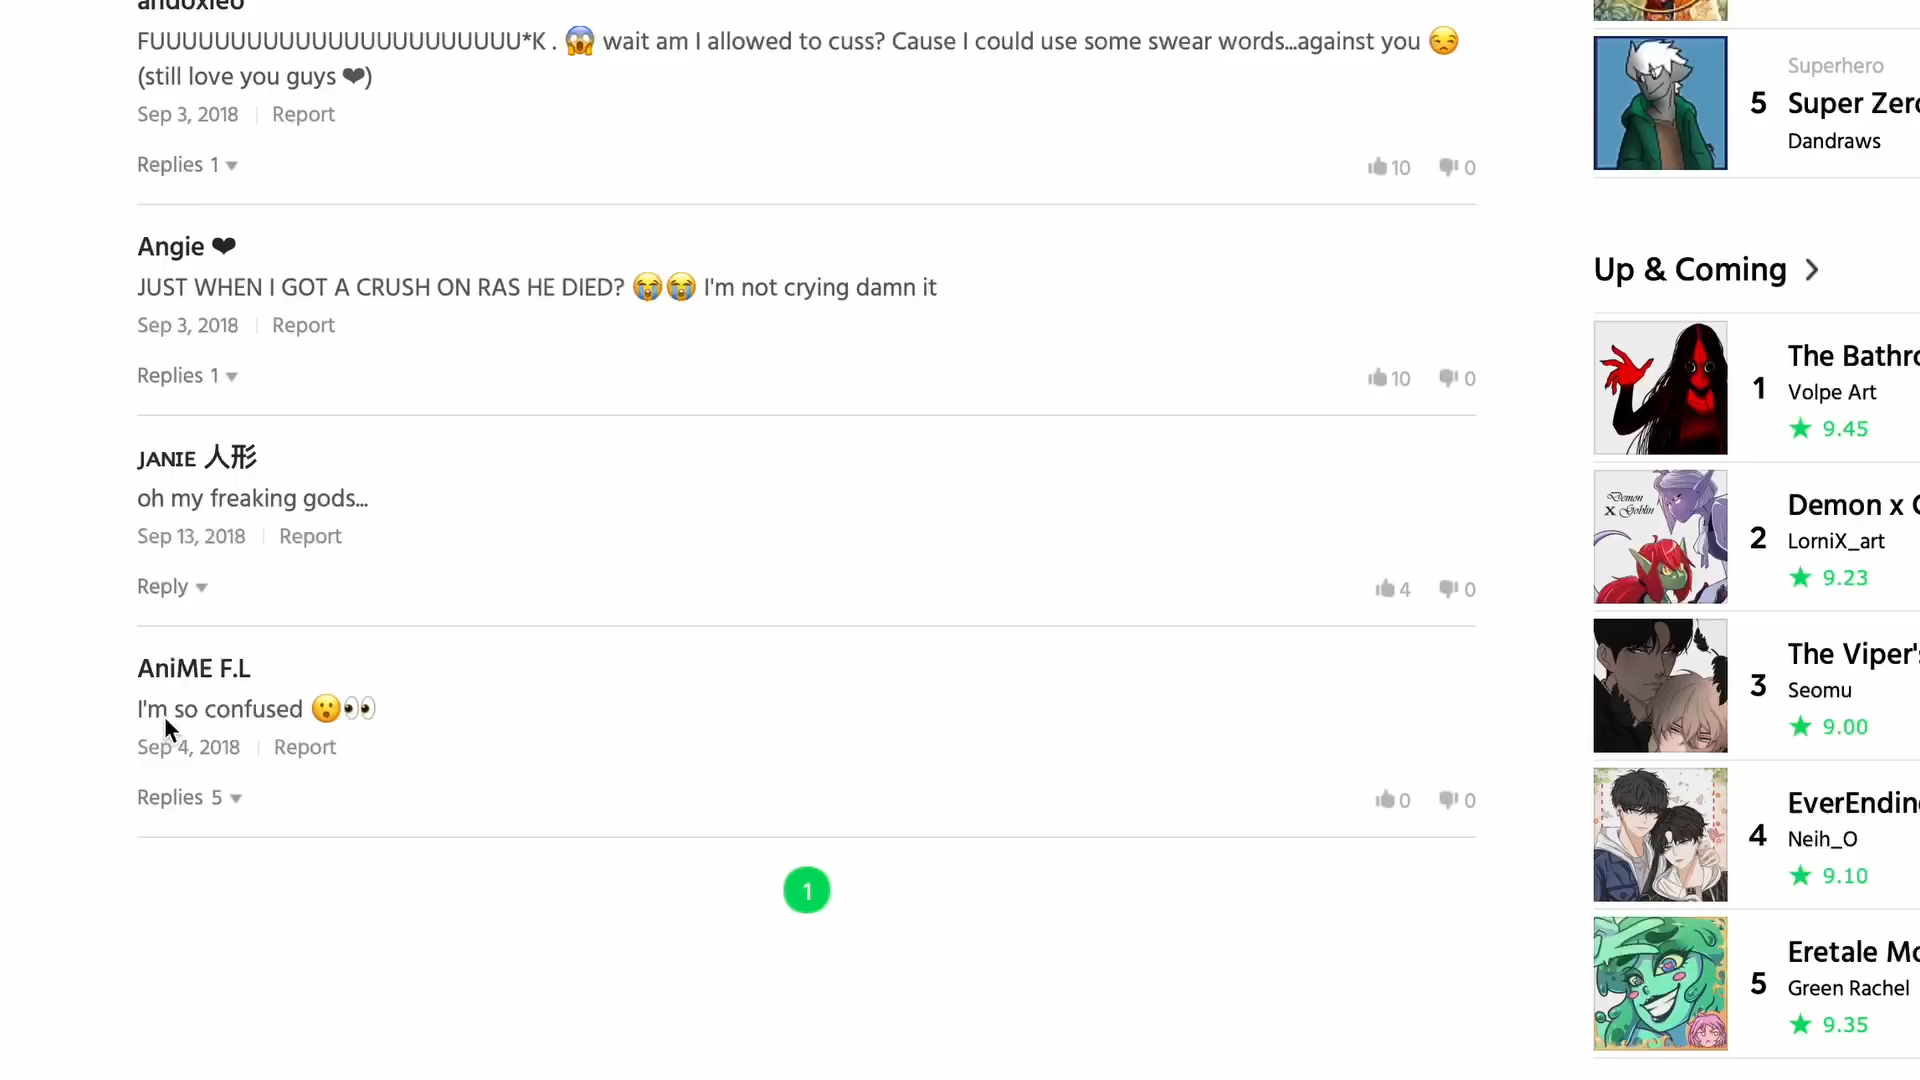 FUUUUUUUUUUUUUUUUUUUUUUU*K . 😱 wait am I allowed to cuss? Cause I could use some swear words...against you 😒
(still love you guys ❤)
Sep 3, 2018 | Report
Replies 1
10 0
Angie ❤
JUST WHEN I GOT A CRUSH ON RAS HE DIED? 😭😭 I'm not crying damn it
Sep 3, 2018 | Report
Replies 1
10 0
ᴊᴀɴɪᴇ 人形
oh my freaking gods...
Sep 13, 2018 | Report
Reply
4 0
AniME F.L
I'm so confused 😮👀
Sep 4, 2018 | Report
Replies 5
0 0
1
Superhero
5 Super Zero
Dandraws
Up & Coming
The Bathro
1 Volpe Art
9.45
Demon
X Goblin
Demon x G
2 LorniX_art
9.23
The Viper's
3 Seomu
9.00
EverEnding
4 Neih_O
9.10
Eretale Mo
5 Green Rachel
9.35